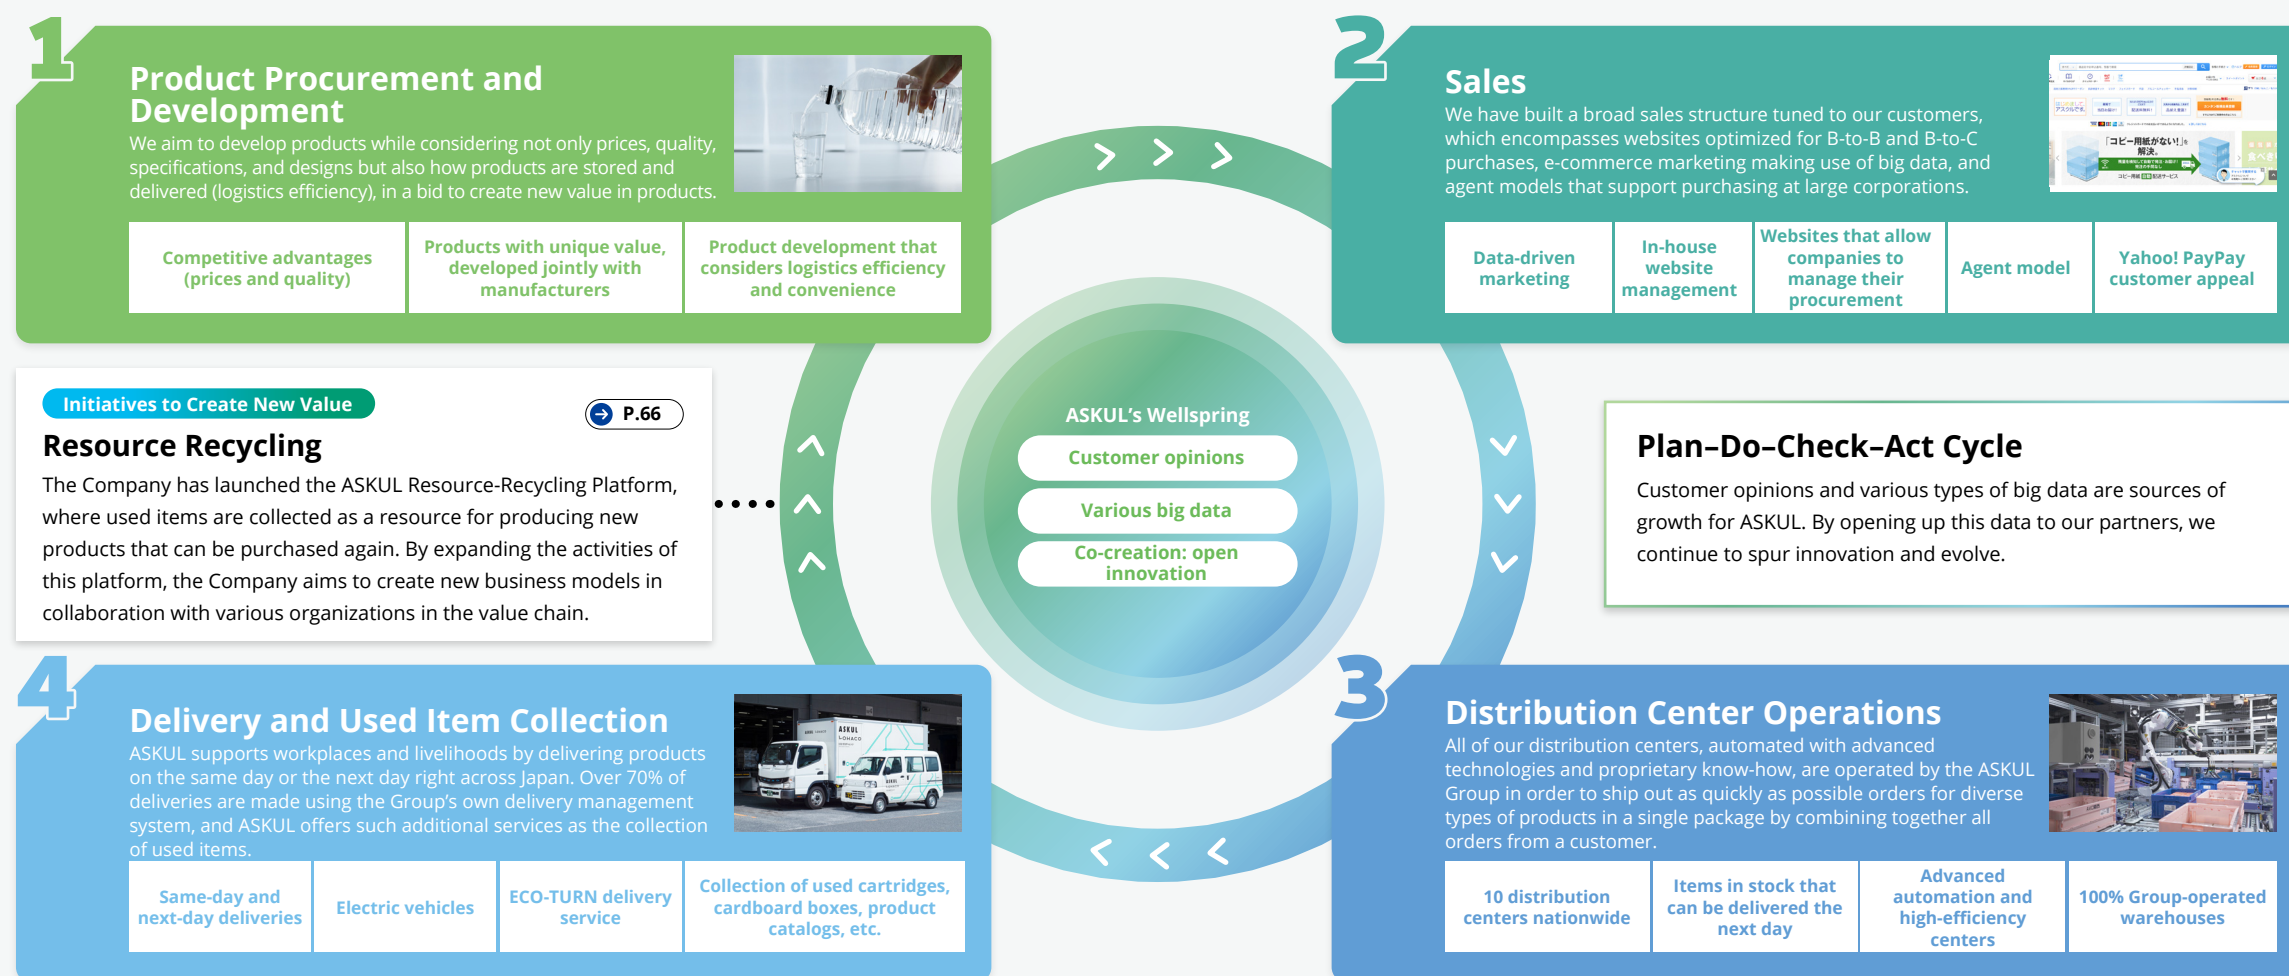 1
Product Procurement and
Development
We aim to develop products while considering not only prices, quality,
specifications, and designs but also how products are stored and
delivered (logistics efficiency), in a bid to create new value in products.
Competitive advantages
(prices and quality)
Products with unique value,
developed jointly with
manufacturers
Product development that
considers logistics efficiency
and convenience
2
Sales
We have built a broad sales structure tuned to our customers,
which encompasses websites optimized for B-to-B and B-to-C
purchases, e-commerce marketing making use of big data, and
agent models that support purchasing at large corporations.
「コピー用紙がない!」を
解決。
Data-driven
marketing
In-house
website
management
Websites that allow
companies to
manage their
procurement
Agent model
Yahoo! PayPay
customer appeal
Initiatives to Create New Value
P.66
Resource Recycling
The Company has launched the ASKUL Resource-Recycling Platform,
where used items are collected as a resource for producing new
products that can be purchased again. By expanding the activities of
this platform, the Company aims to create new business models in
collaboration with various organizations in the value chain.
ASKUL’s Wellspring
Customer opinions
Various big data
Co-creation: open
innovation
Plan–Do–Check–Act Cycle
Customer opinions and various types of big data are sources of
growth for ASKUL. By opening up this data to our partners, we
continue to spur innovation and evolve.
4
Delivery and Used Item Collection
ASKUL supports workplaces and livelihoods by delivering products
on the same day or the next day right across Japan. Over 70% of
deliveries are made using the Group’s own delivery management
system, and ASKUL offers such additional services as the collection
of used items.
ASKUL
LOHACO
Same-day and
next-day deliveries
Electric vehicles
ECO-TURN delivery
service
Collection of used cartridges,
cardboard boxes, product
catalogs, etc.
3
Distribution Center Operations
All of our distribution centers, automated with advanced
technologies and proprietary know-how, are operated by the ASKUL
Group in order to ship out as quickly as possible orders for diverse
types of products in a single package by combining together all
orders from a customer.
10 distribution
centers nationwide
Items in stock that
can be delivered the
next day
Advanced
automation and
high-efficiency
centers
100% Group-operated
warehouses